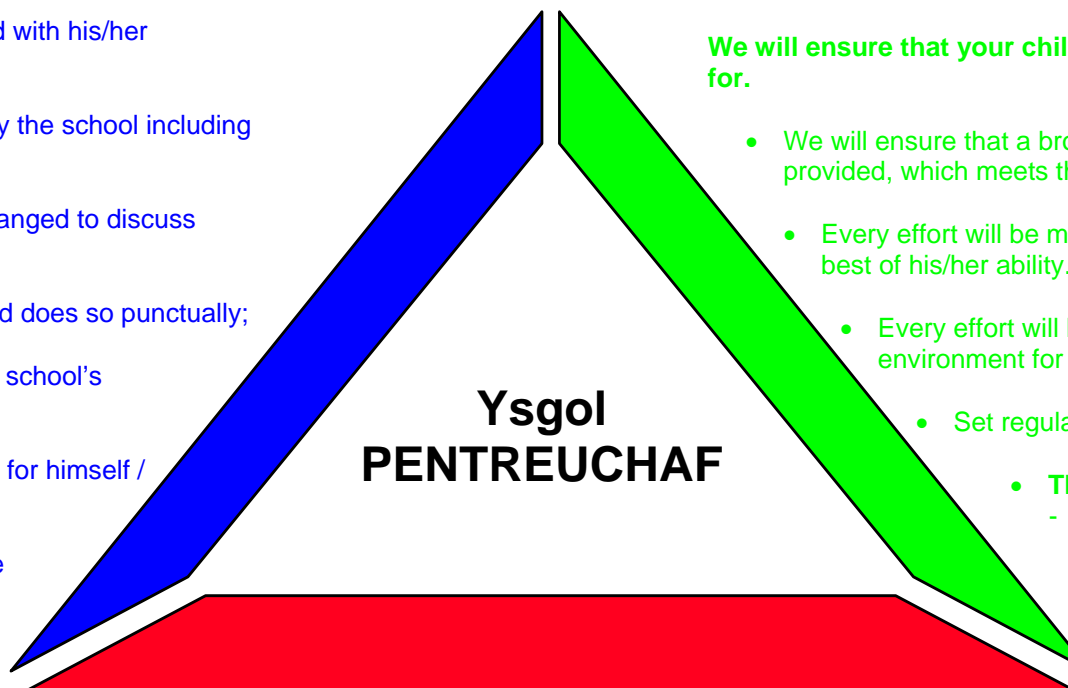 d with his/her
y the school including
anged to discuss
d does so punctually;
school's
for himself /
e
Ysgol
PENTREUCHAF
We will ensure that your chil
for.
• We will ensure that a bro
provided, which meets th
• Every effort will be m
best of his/her ability.
• Every effort will
environment for
• Set regula
• Th
-